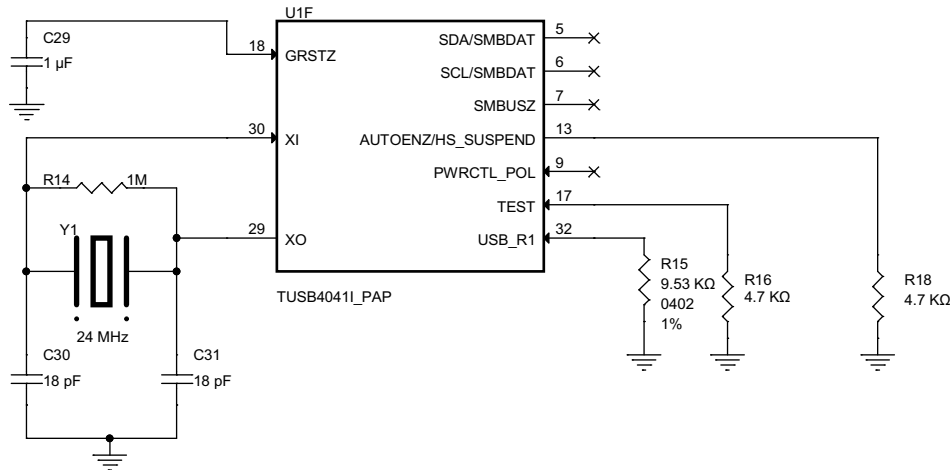 U1F
C29
1 µF
18
GRSTZ
SDA/SMBDAT
5
SCL/SMBDAT
6
SMBUSZ
7
30
XI
AUTOENZ/HS_SUSPEND
13
PWRCTL_POL
9
R14
1M
TEST
17
Y1
29
XO
USB_R1
32
R15
9.53 KΩ
0402
1%
R16
4.7 KΩ
R18
4.7 KΩ
TUSB4041I_PAP
24 MHz
C30
18 pF
C31
18 pF